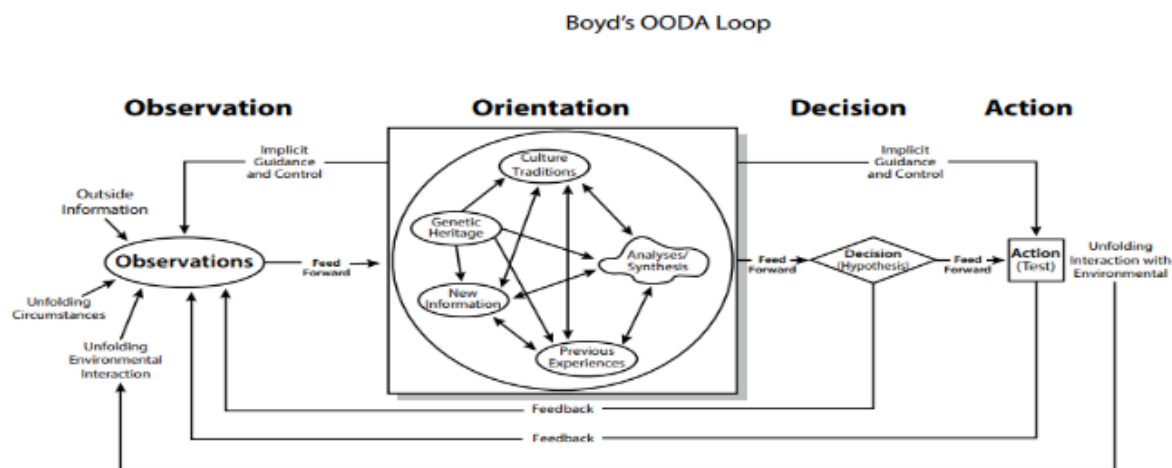 Boyd's OODA Loop
Observation
Orientation
Decision
Action
Implicit
Guidance
and Control
Implicit
Guidance
and Control
Outside
Information
Observations
Unfolding
Circumstances
Unfolding
Environmental
Interaction
Feed
Forward
Culture
Traditions
Genetic
Heritage
Analyses/
Synthesis
New
Information
Previous
Experiences
Feed
Forward
Decision
(Hypothesis)
Feed
Forward
Action
(Test)
Unfolding
Interaction with
Environmental
Feedback
Feedback